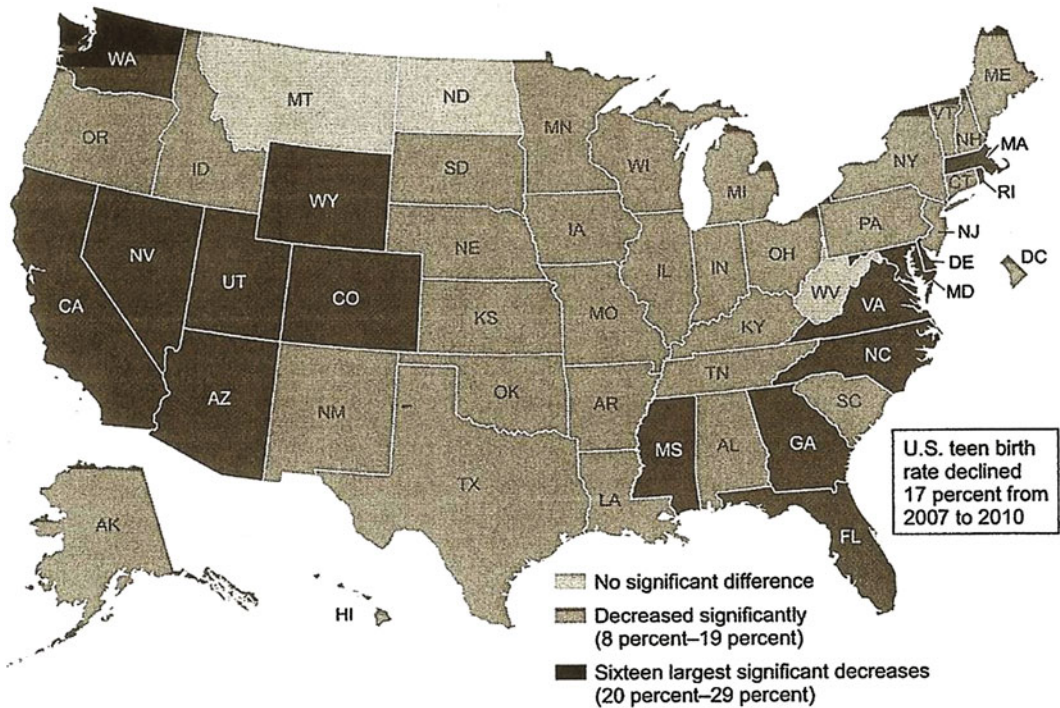 WA
MT
ND
MN
ME
VT
NH
MA
OR
ID
SD
WI
MI
NY
CT
RI
WY
NE
IA
PA
NJ
NV
UT
CO
IL
IN
OH
DE
DC
MD
CA
KS
MO
WV
VA
KY
NC
AZ
NM
OK
AR
TN
SC
MS
AL
GA
TX
LA
FL
AK
HI
U.S. teen birth
rate declined
17 percent from
2007 to 2010
No significant difference
Decreased significantly
(8 percent–19 percent)
Sixteen largest significant decreases
(20 percent–29 percent)